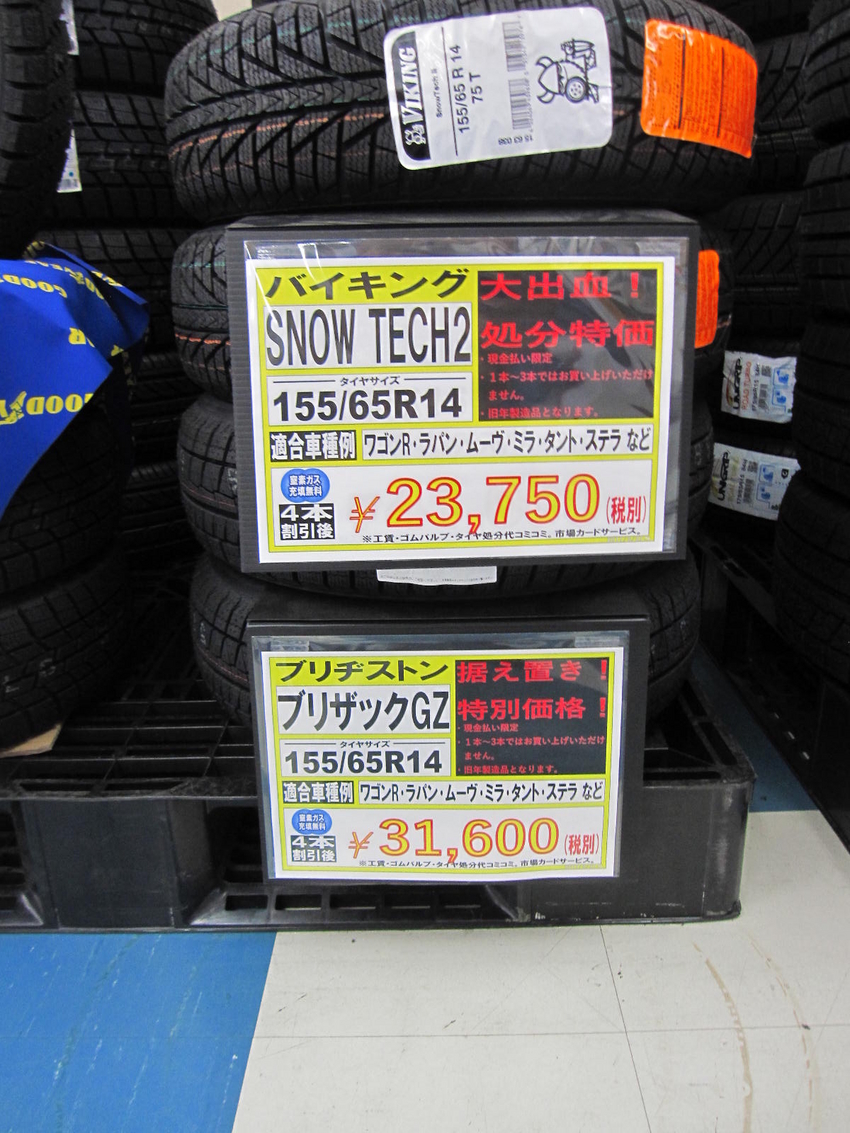 VIKING
SnowTech II
155/65 R 14
75 T
15 63 038
GOODYEAR
バイキング
SNOW TECH2
タイヤサイズ
155/65R14
大出血！
処分特価
・現金払い限定
・1本～3本ではお買い上げいただけ
ません。
・旧年製造品となります。
適合車種例 ワゴンR・ラパン・ムーヴ・ミラ・タント・ステラ など
窒素ガス
充填無料
4本
割引後
￥23,750(税別)
※工賃・ゴムバルブ・タイヤ処分代コミコミ。市場カードサービス。
ブリヂストン
ブリザックGZ
タイヤサイズ
155/65R14
据え置き！
特別価格！
・現金払い限定
・1本～3本ではお買い上げいただけ
ません。
・旧年製造品となります。
適合車種例 ワゴンR・ラパン・ムーヴ・ミラ・タント・ステラ など
窒素ガス
充填無料
4本
割引後
￥31,600(税別)
※工賃・ゴムバルブ・タイヤ処分代コミコミ。市場カードサービス。